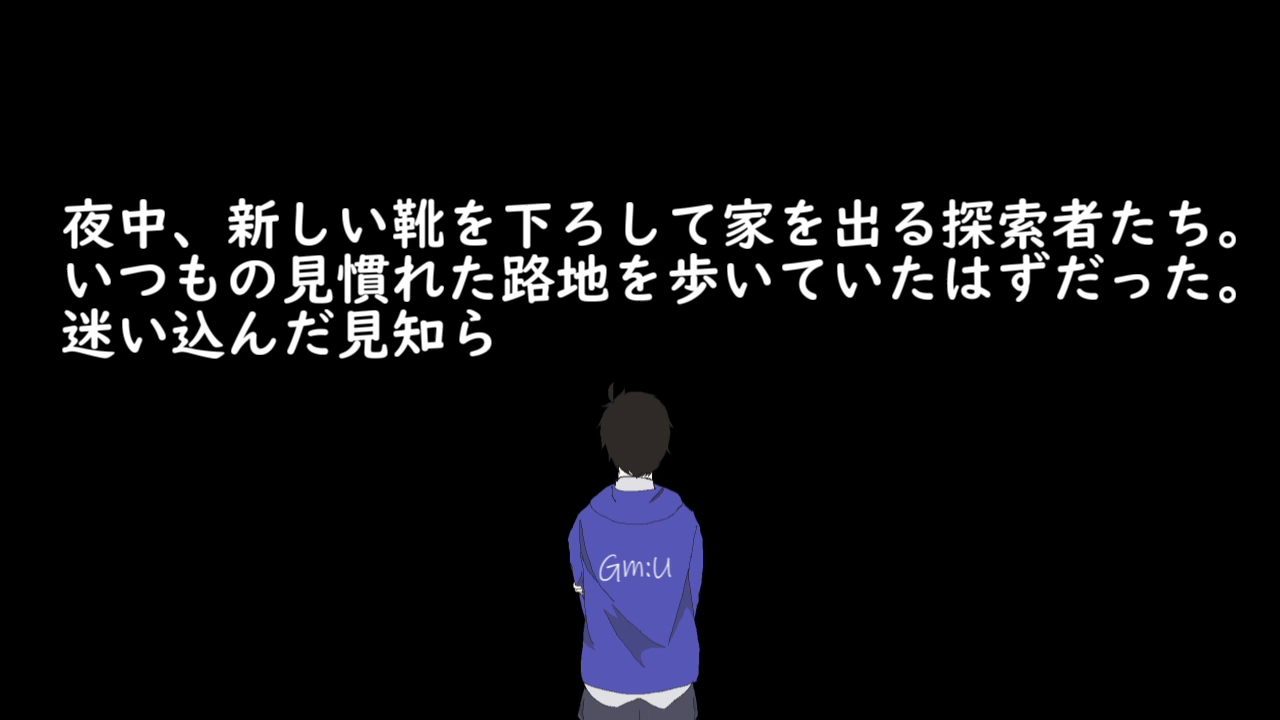 夜中、新しい靴を下ろして家を出る探索者たち。
いつもの見慣れた路地を歩いていたはずだった。
迷い込んだ見知ら
Gm:U